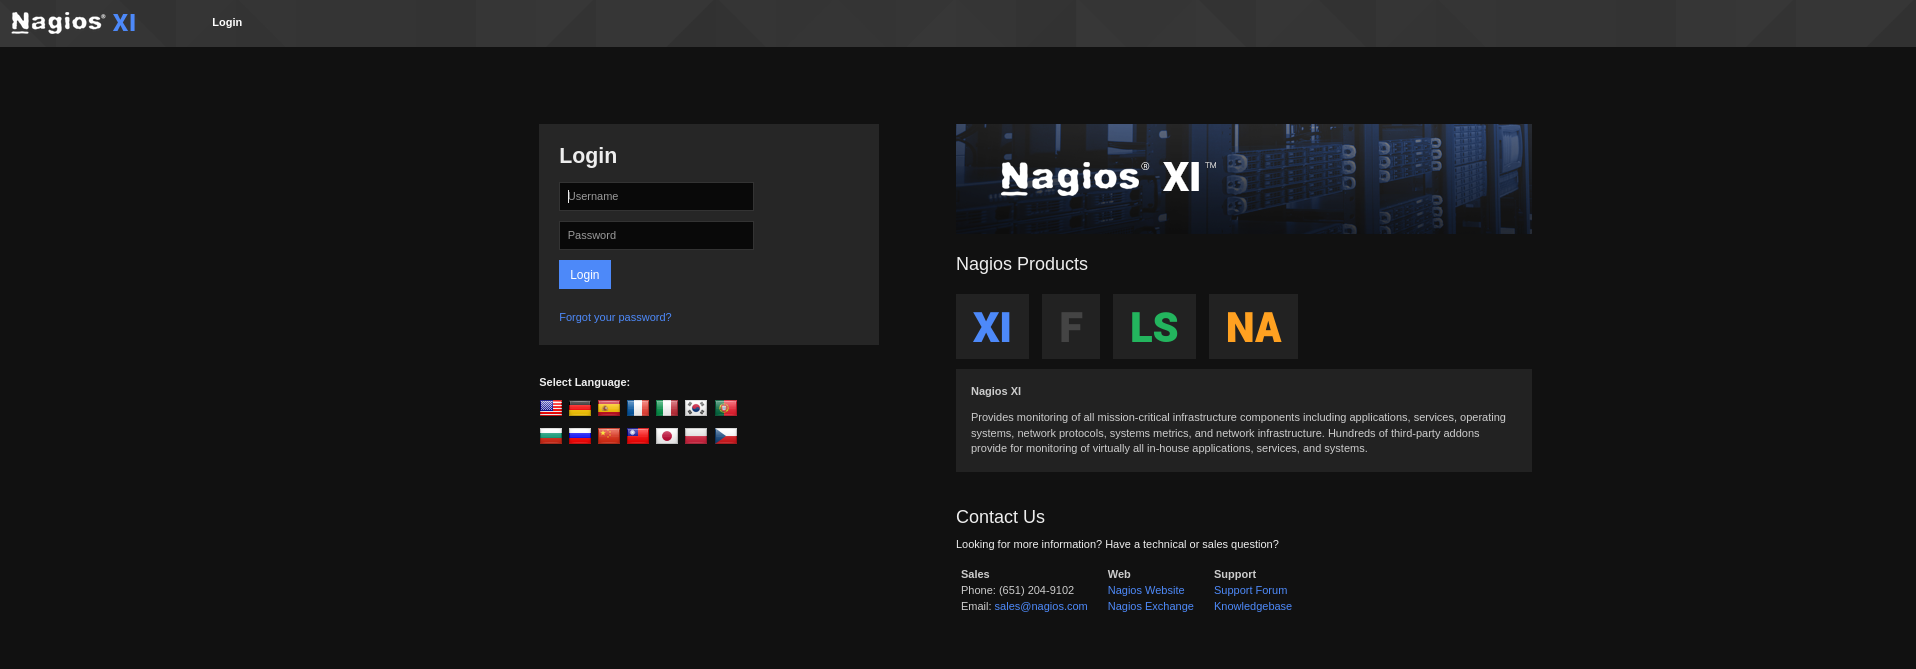 Nagios® XI
Login
Login
Username
Password
Login
Forgot your password?
Select Language:
Nagios® XI™
Nagios Products
XI
F
LS
NA
Nagios XI
Provides monitoring of all mission-critical infrastructure components including applications, services, operating
systems, network protocols, systems metrics, and network infrastructure. Hundreds of third-party addons
provide for monitoring of virtually all in-house applications, services, and systems.
Contact Us
Looking for more information? Have a technical or sales question?
Sales
Phone: (651) 204-9102
Email: sales@nagios.com
Web
Nagios Website
Nagios Exchange
Support
Support Forum
Knowledgebase